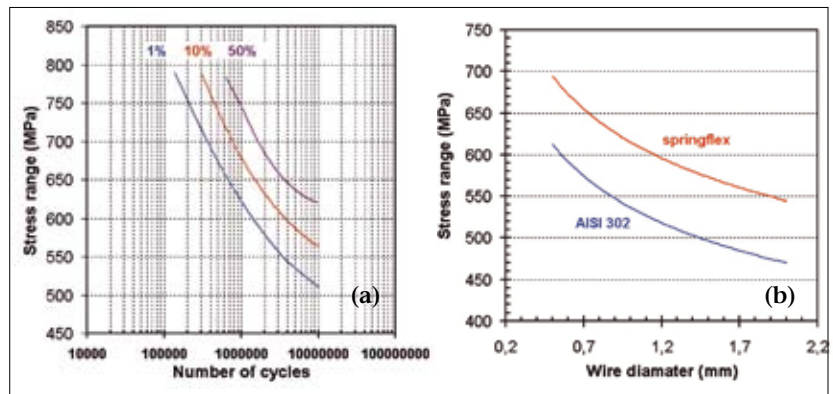 850
800
750
700
650
600
550
500
450
Stress range (MPa)
1% 10% 50%
(a)
10000 100000 1000000 10000000 100000000
Number of cycles
750
700
650
600
550
500
450
400
Stress range (MPa)
springflex
AISI 302
(b)
0,2 0,7 1,2 1,7 2,2
Wire diamater (mm)